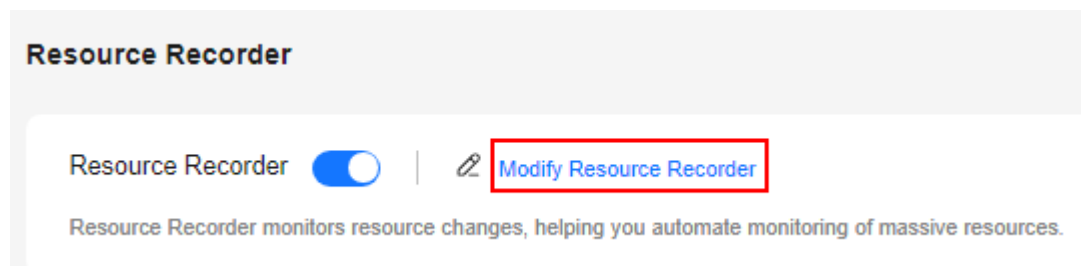 Resource Recorder
Resource Recorder Modify Resource Recorder
Resource Recorder monitors resource changes, helping you automate monitoring of massive resources.